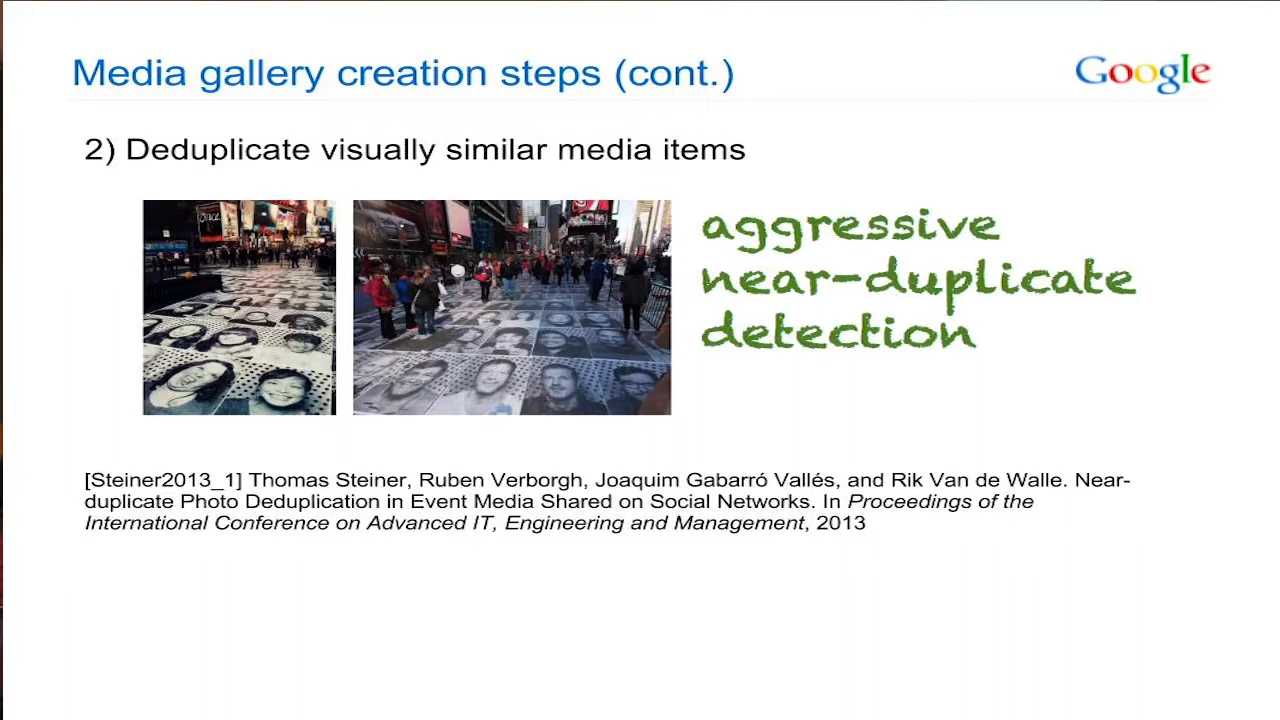 Media gallery creation steps (cont.)
Google
2) Deduplicate visually similar media items
aggressive
near-duplicate
detection
[Steiner2013_1] Thomas Steiner, Ruben Verborgh, Joaquim Gabarró Vallés, and Rik Van de Walle. Near-
duplicate Photo Deduplication in Event Media Shared on Social Networks. In Proceedings of the
International Conference on Advanced IT, Engineering and Management, 2013